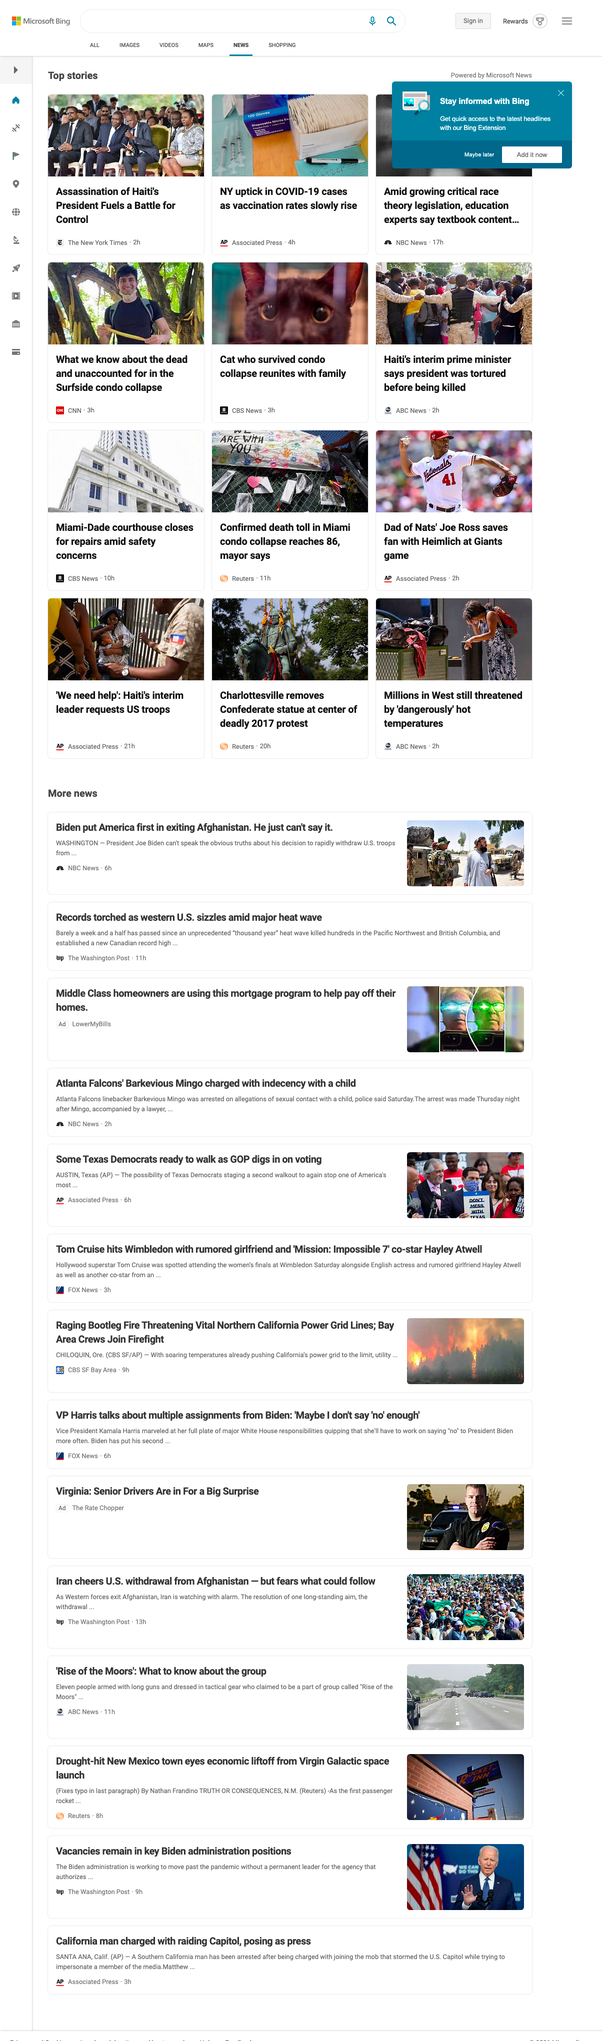 Microsoft Bing
Sign in
Rewards
ALL
IMAGES
VIDEOS
MAPS
NEWS
SHOPPING
Top stories
Powered by Microsoft News
Stay informed with Bing
Get quick access to the latest headlines
with our Bing Extension
Maybe later
Add it now
Assassination of Haiti's
President Fuels a Battle for
Control
The New York Times · 2h
NY uptick in COVID-19 cases
as vaccination rates slowly rise
AP Associated Press · 4h
Amid growing critical race
theory legislation, education
experts say textbook content...
NBC News · 17h
What we know about the dead
and unaccounted for in the
Surfside condo collapse
CNN · 3h
Cat who survived condo
collapse reunites with family
CBS News · 3h
Haiti's interim prime minister
says president was tortured
before being killed
ABC News · 2h
Miami-Dade courthouse closes
for repairs amid safety
concerns
CBS News · 10h
ARE WITH
YOU
Confirmed death toll in Miami
condo collapse reaches 86,
mayor says
Reuters · 11h
Nationals
41
Dad of Nats' Joe Ross saves
fan with Heimlich at Giants
game
AP Associated Press · 2h
'We need help': Haiti's interim
leader requests US troops
AP Associated Press · 21h
Charlottesville removes
Confederate statue at center of
deadly 2017 protest
Reuters · 20h
Millions in West still threatened
by 'dangerously' hot
temperatures
ABC News · 2h
More news
Biden put America first in exiting Afghanistan. He just can't say it.
WASHINGTON — President Joe Biden can't speak the obvious truths about his decision to rapidly withdraw U.S. troops
from ...
NBC News · 6h
Records torched as western U.S. sizzles amid major heat wave
Barely a week and a half has passed since an unprecedented "thousand year" heat wave killed hundreds in the Pacific Northwest and British Columbia, and
established a new Canadian record high ...
wp The Washington Post · 11h
Middle Class homeowners are using this mortgage program to help pay off their
homes.
Ad LowerMyBills
Atlanta Falcons' Barkevious Mingo charged with indecency with a child
Atlanta Falcons linebacker Barkevious Mingo was arrested on allegations of sexual contact with a child, police said Saturday.The arrest was made Thursday night
after Mingo, accompanied by a lawyer, ...
NBC News · 2h
Some Texas Democrats ready to walk as GOP digs in on voting
AUSTIN, Texas (AP) — The possibility of Texas Democrats staging a second walkout to again stop one of America's
most ...
AP Associated Press · 6h
DON'T
MESS
WITH
TEXAS
Tom Cruise hits Wimbledon with rumored girlfriend and 'Mission: Impossible 7' co-star Hayley Atwell
Hollywood superstar Tom Cruise was spotted attending the women's finals at Wimbledon Saturday alongside English actress and rumored girlfriend Hayley Atwell
as well as another co-star from an ...
FOX News · 3h
Raging Bootleg Fire Threatening Vital Northern California Power Grid Lines; Bay
Area Crews Join Firefight
CHILOQUIN, Ore. (CBS SF/AP) — With soaring temperatures already pushing California's power grid to the limit, utility ...
CBS SF Bay Area · 9h
VP Harris talks about multiple assignments from Biden: 'Maybe I don't say 'no' enough'
Vice President Kamala Harris marveled at her full plate of major White House responsibilities quipping that she'll have to work on saying "no" to President Biden
more often. Biden has put his second ...
FOX News · 6h
Virginia: Senior Drivers Are in For a Big Surprise
Ad The Rate Chopper
Iran cheers U.S. withdrawal from Afghanistan — but fears what could follow
As Western forces exit Afghanistan, Iran is watching with alarm. The resolution of one long-standing aim, the
withdrawal ...
wp The Washington Post · 13h
'Rise of the Moors': What to know about the group
Eleven people armed with long guns and dressed in tactical gear who claimed to be a part of group called "Rise of the
Moors" ...
ABC News · 11h
Drought-hit New Mexico town eyes economic liftoff from Virgin Galactic space
launch
(Fixes typo in last paragraph) By Nathan Frandino TRUTH OR CONSEQUENCES, N.M. (Reuters) -As the first passenger
rocket ...
Reuters · 8h
Vacancies remain in key Biden administration positions
The Biden administration is working to move past the pandemic without a permanent leader for the agency that
authorizes ...
wp The Washington Post · 9h
California man charged with raiding Capitol, posing as press
SANTA ANA, Calif. (AP) — A Southern California man has been arrested after being charged with joining the mob that stormed the U.S. Capitol while trying to
impersonate a member of the media.Matthew ...
AP Associated Press · 3h